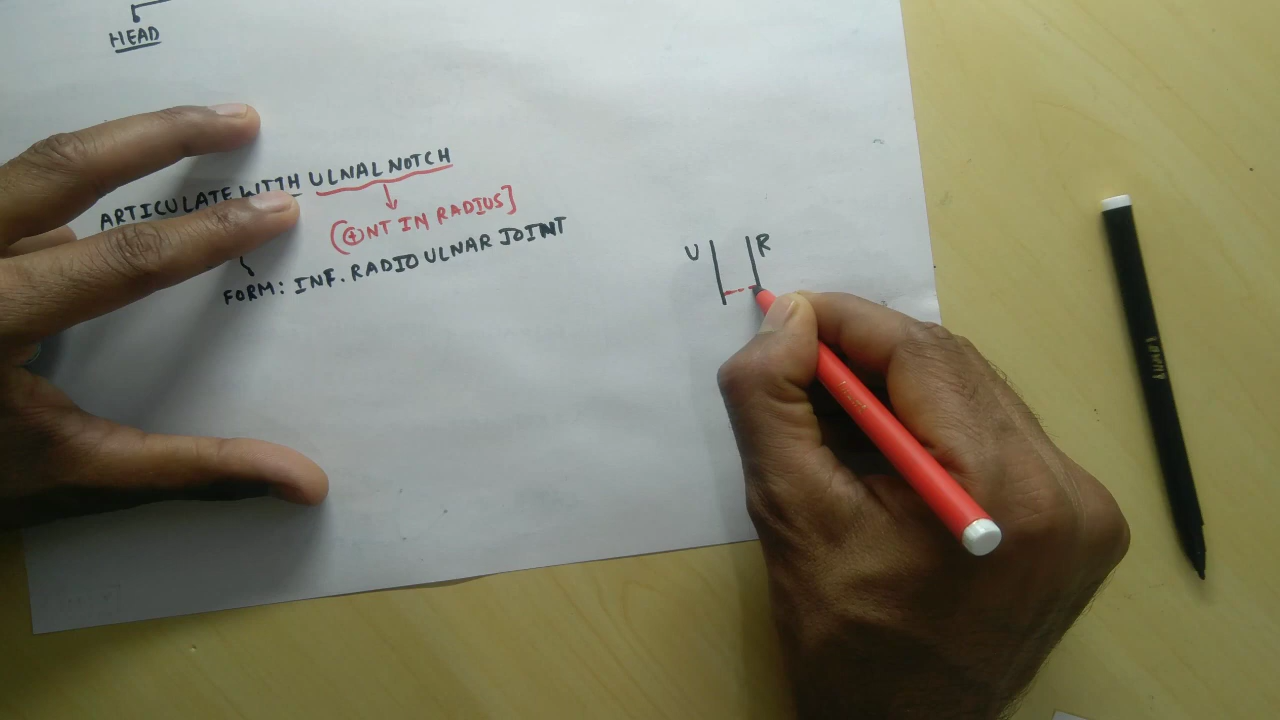 HEAD
ARTICULATE WITH ULNAL NOTCH
(⊕NT IN RADIUS]
FORM: INF. RADIO ULNAR JOINT
U R